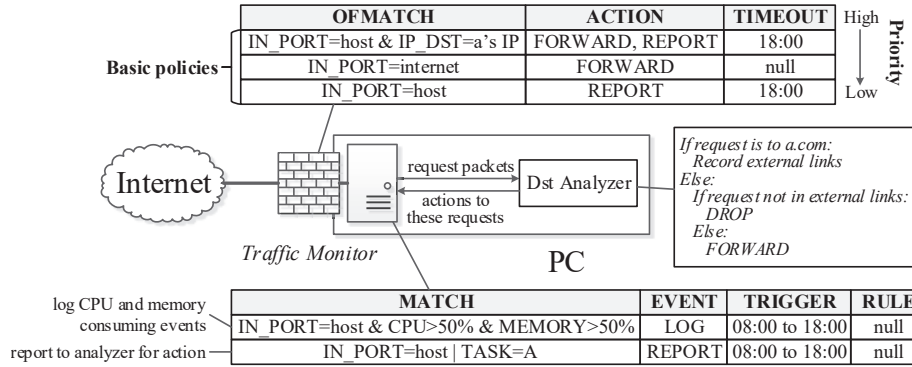 OFMATCH ACTION TIMEOUT
IN_PORT=host & IP_DST=a's IP FORWARD, REPORT 18:00
IN_PORT=internet FORWARD null
IN_PORT=host REPORT 18:00
Basic policies
High
Low
Priority
Internet
Traffic Monitor
request packets
actions to
these requests
Dst Analyzer
PC
If request is to a.com:
Record external links
Else:
If request not in external links:
DROP
Else:
FORWARD
log CPU and memory
consuming events
report to analyzer for action
MATCH EVENT TRIGGER RULE
IN_PORT=host & CPU>50% & MEMORY>50% LOG 08:00 to 18:00 null
IN_PORT=host | TASK=A REPORT 08:00 to 18:00 null